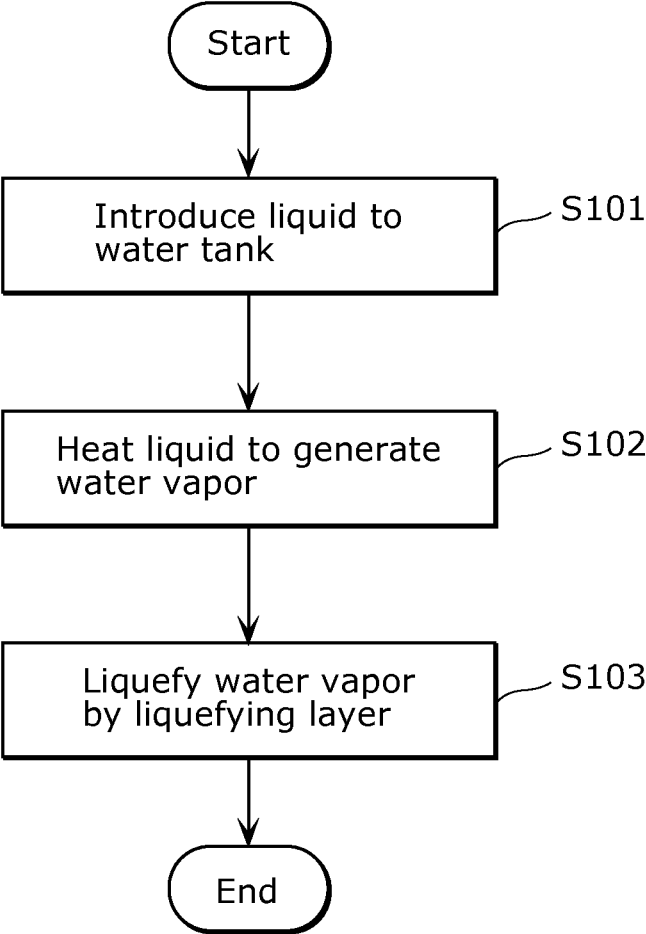 Start
Introduce liquid to
water tank
S101
Heat liquid to generate
water vapor
S102
Liquefy water vapor
by liquefying layer
S103
End